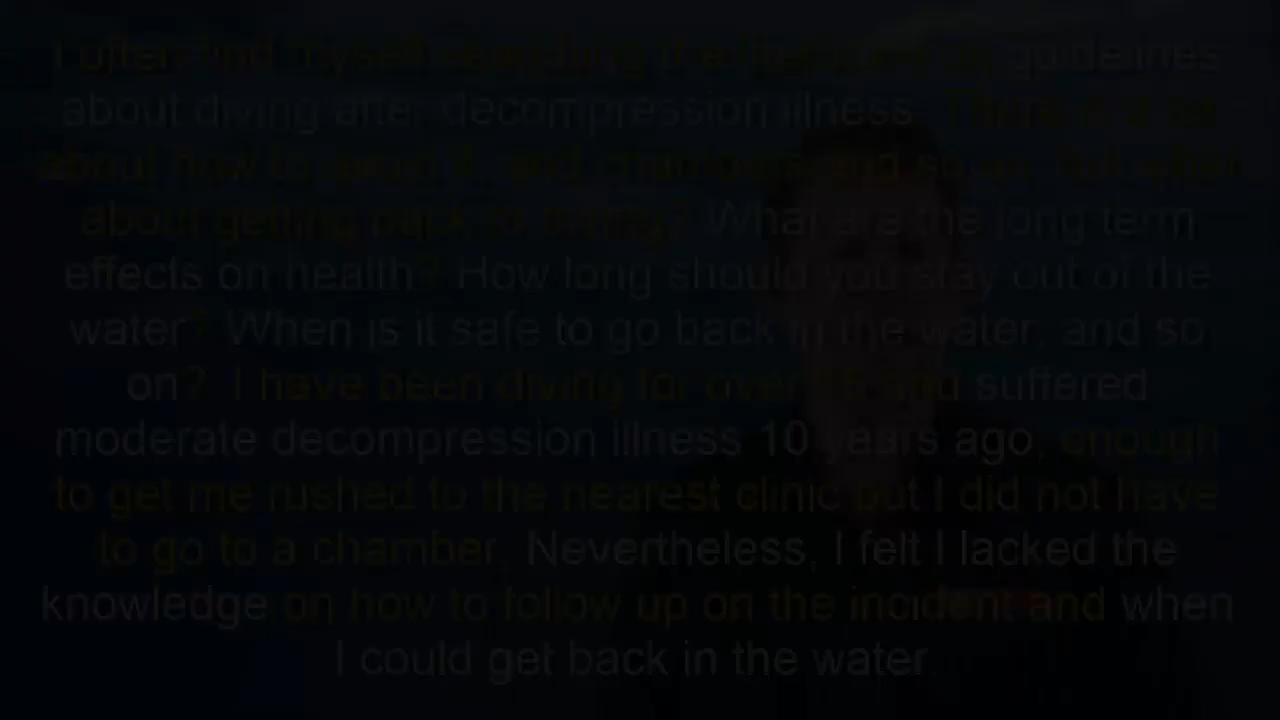 I often find myself searching the literature on guidelines
about diving after decompression illness. There is a lot
about how to avoid it, and chambers and so on, but what
about getting back to diving? What are the long term
effects on health? How long should you stay out of the
water? When is it safe to go back in the water, and so
on? I have been diving for over and suffered
moderate decompression illness 10 years ago, enough
to get me rushed to the nearest clinic but I did not have
to go to a chamber. Nevertheless, I felt I lacked the
knowledge on how to follow up on the incident and when
I could get back in the water.